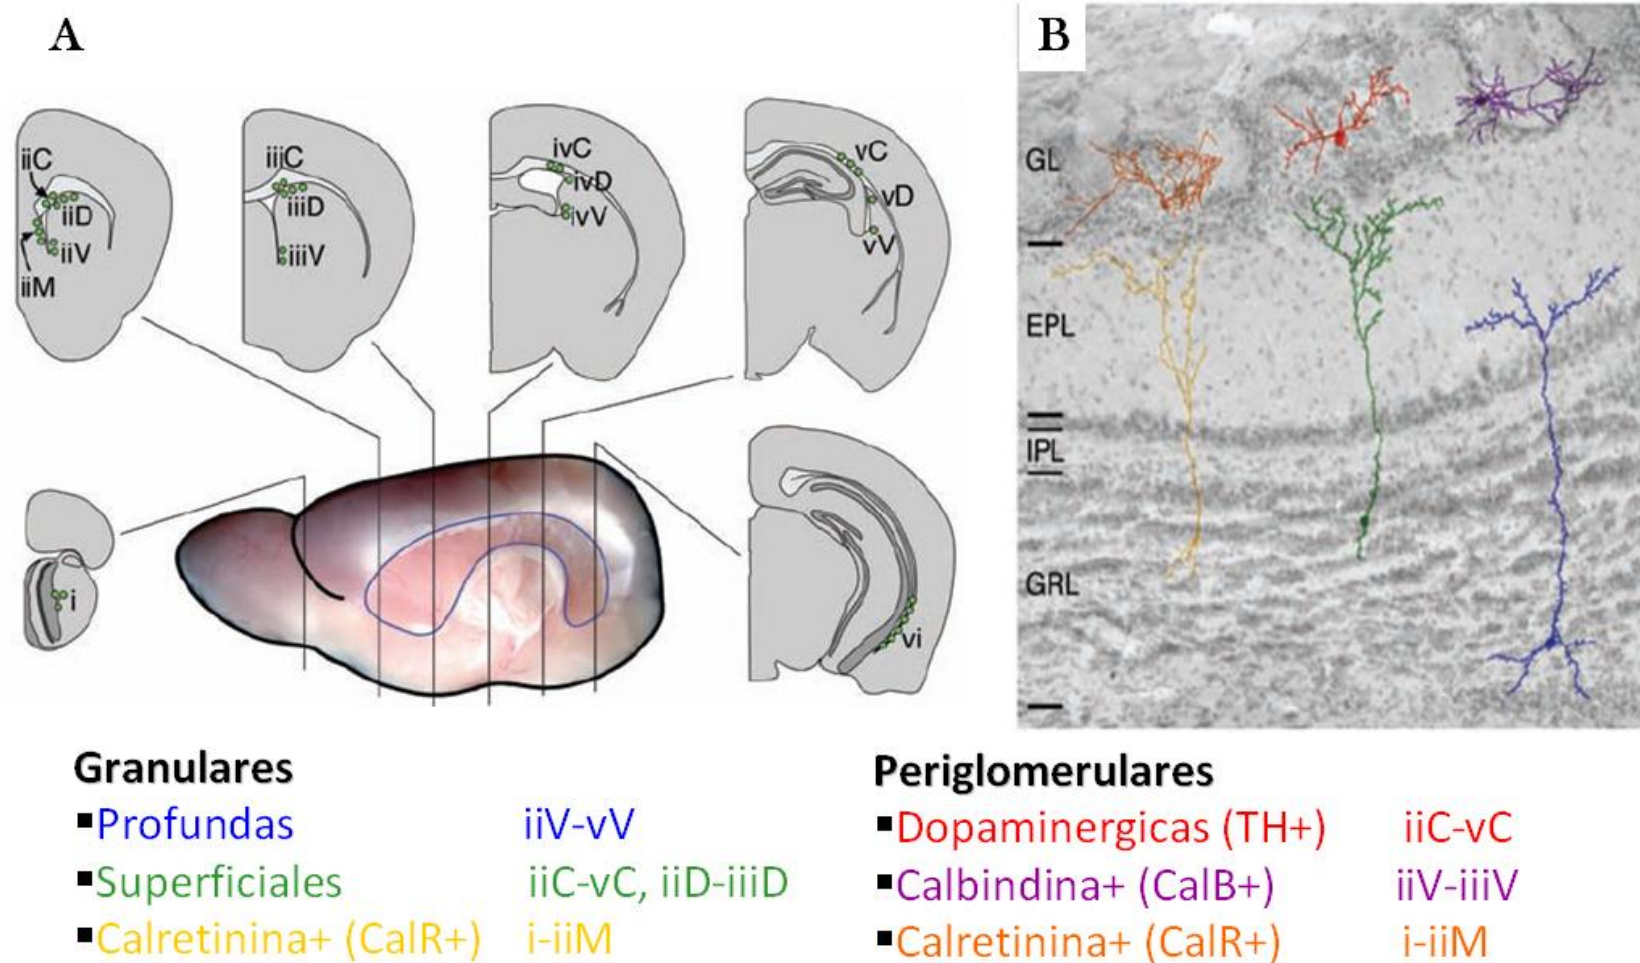 A
iiC
iiD
iiV
iiM
iiiC
iiiD
iiiV
ivC
ivD
ivV
vC
vD
vV
i
vi
B
GL
EPL
IPL
GRL
Granulares
▪Profundas iiV-vV
▪Superficiales iiC-vC, iiD-iiiD
▪Calretinina+ (CalR+) i-iiM
Periglomerulares
▪Dopaminergicas (TH+) iiC-vC
▪Calbindina+ (CalB+) iiV-iiiV
▪Calretinina+ (CalR+) i-iiM